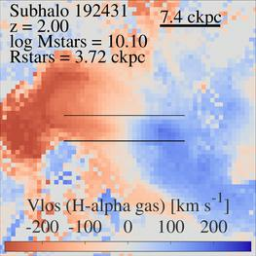 Subhalo 192431
7.4 ckpc
z = 2.00
log Mstars = 10.10
Rstars = 3.72 ckpc
Vlos (H-alpha gas) [km s⁻¹]
-200 -100 0 100 200